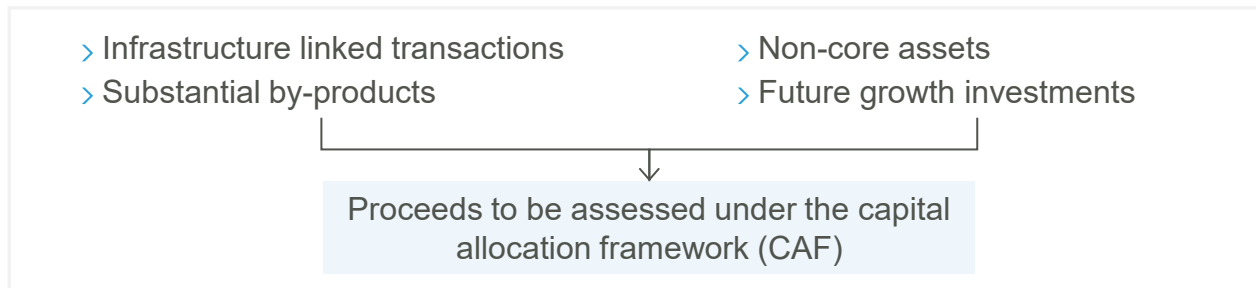 Infrastructure linked transactions
Substantial by-products
Non-core assets
Future growth investments
Proceeds to be assessed under the capital
allocation framework (CAF)